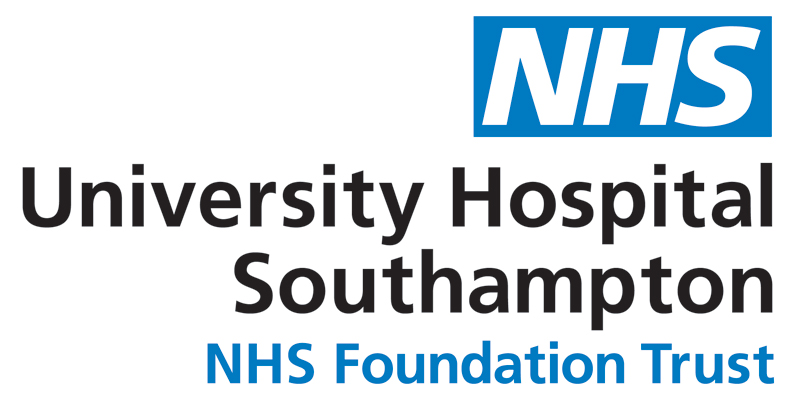 NHS
University Hospital
Southampton
NHS Foundation Trust